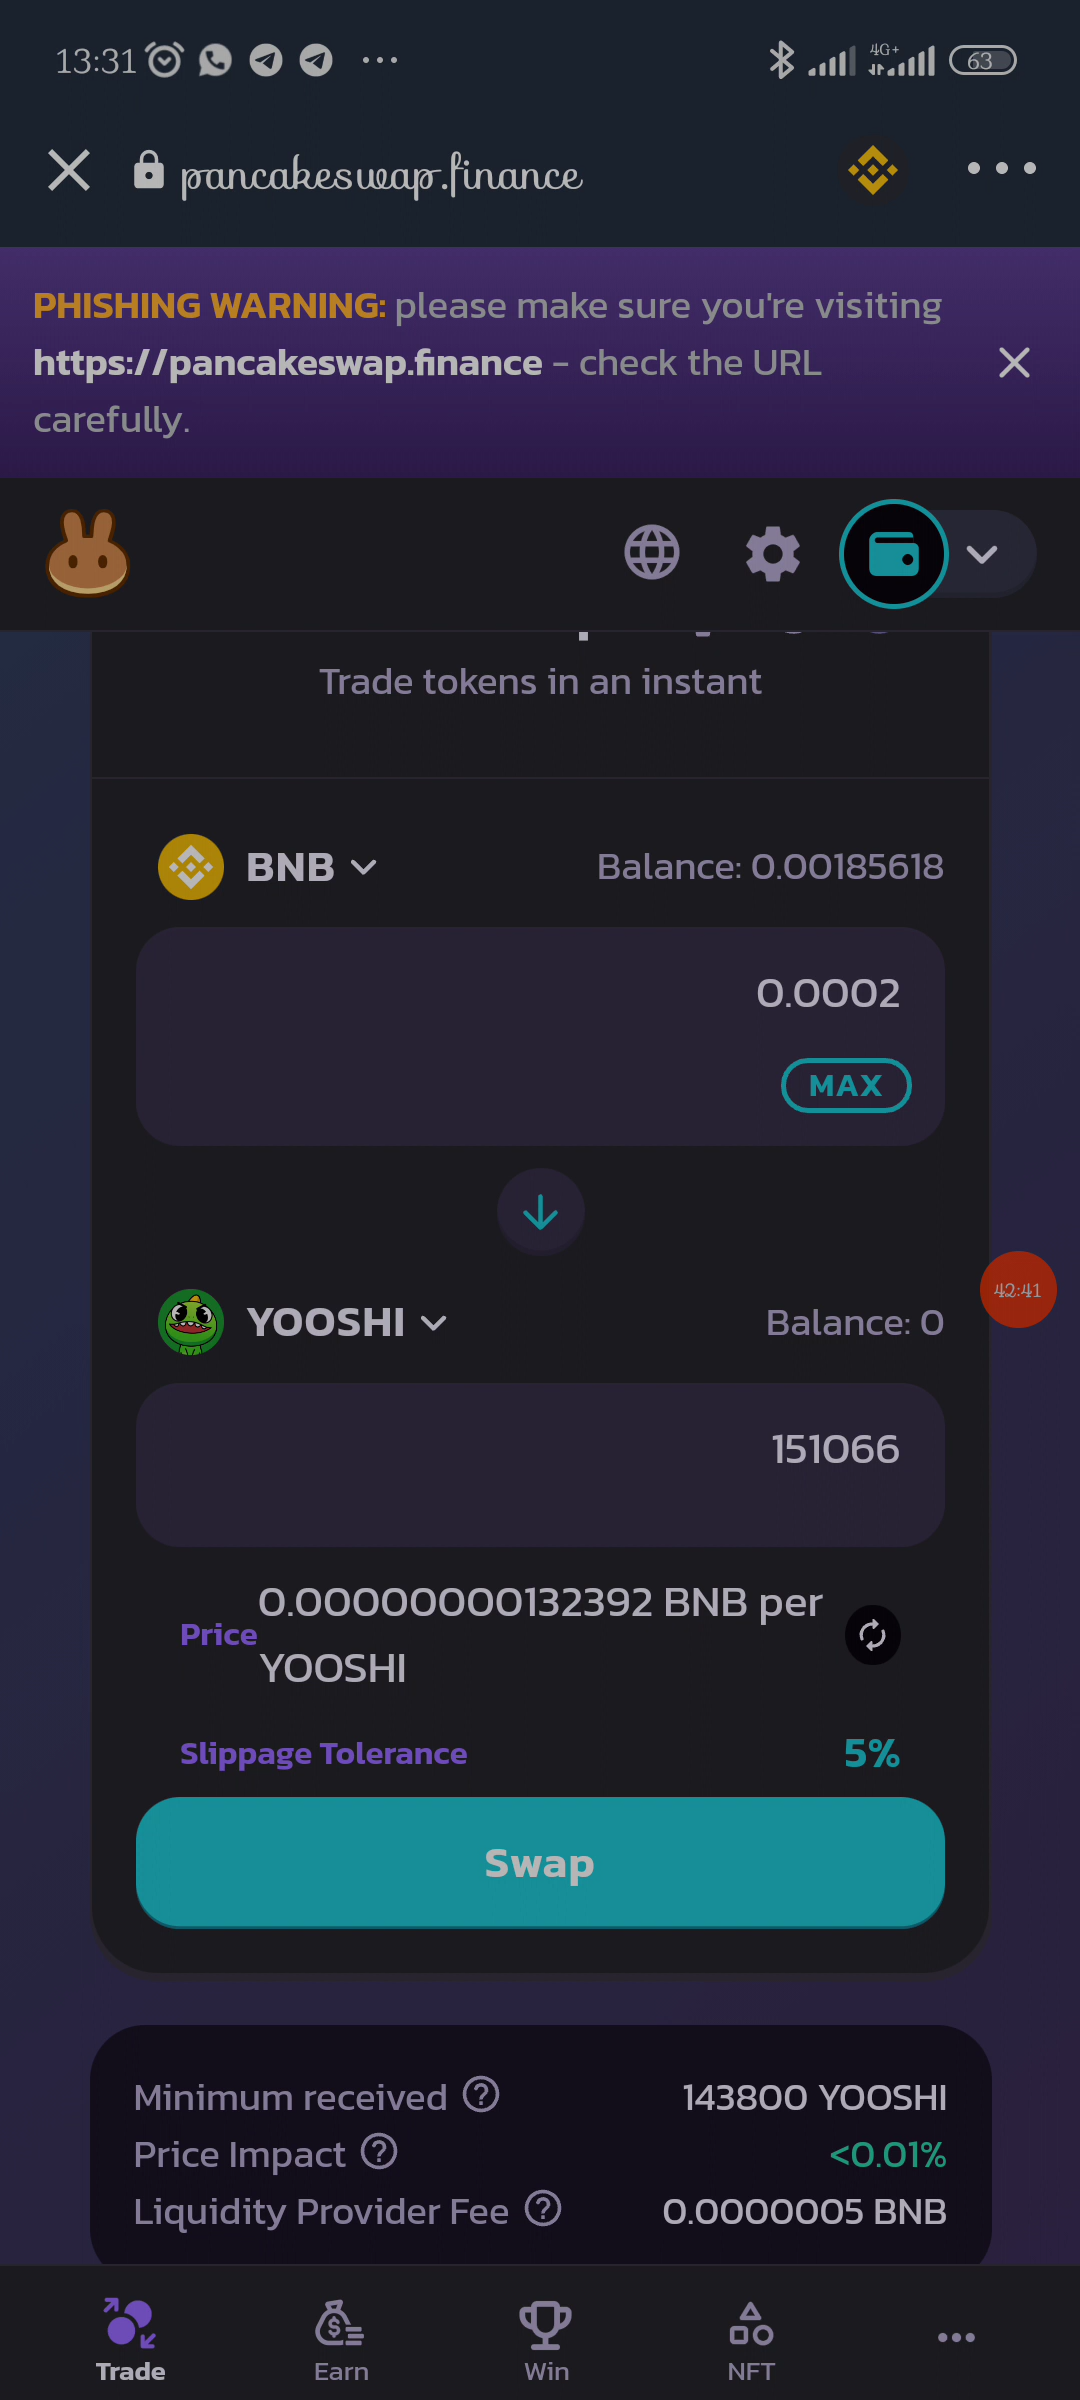 13:31
4G+
63
pancakeswap.finance
PHISHING WARNING: please make sure you're visiting
https://pancakeswap.finance - check the URL
carefully.
Trade tokens in an instant
BNB
Balance: 0.00185618
0.0002
MAX
YOOSHI
Balance: 0
42:41
151066
Price
0.000000000132392 BNB per
YOOSHI
Slippage Tolerance
5%
Swap
Minimum received
143800 YOOSHI
Price Impact
<0.01%
Liquidity Provider Fee
0.0000005 BNB
Trade
Earn
Win
NFT